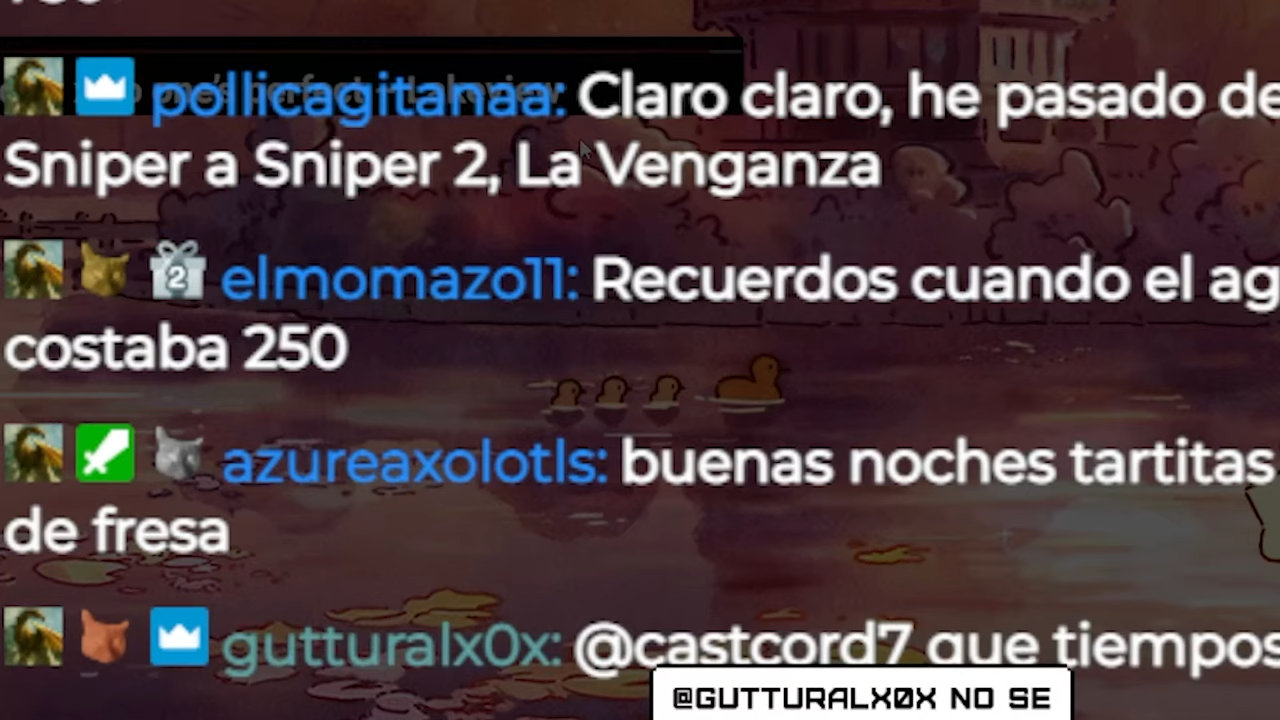 pollicagitanaa: Claro claro, he pasado de
Sniper a Sniper 2, La Venganza
2 elmomazo11: Recuerdos cuando el ag
costaba 250
azureaxolotls: buenas noches tartitas
de fresa
gutturalx0x: @castcord7 que tiempos
@GUTTURALX0X NO SE